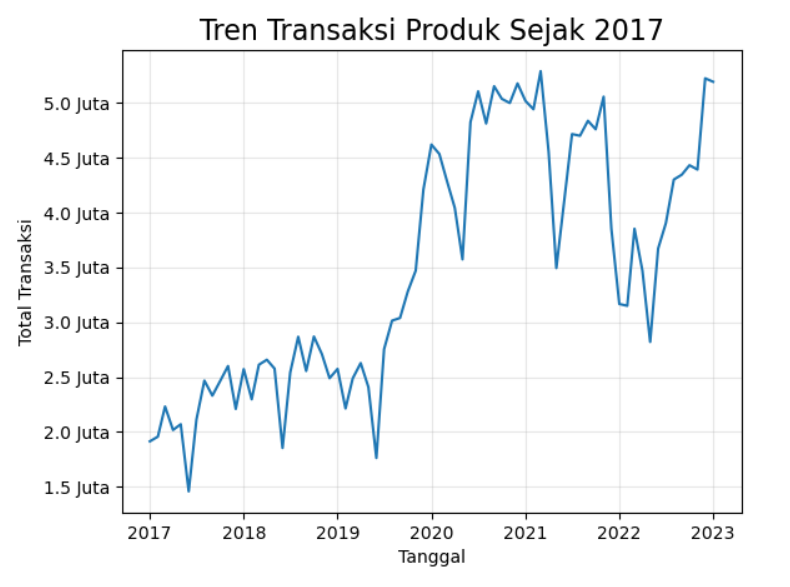 Tren Transaksi Produk Sejak 2017
Total Transaksi
5.0 Juta
4.5 Juta
4.0 Juta
3.5 Juta
3.0 Juta
2.5 Juta
2.0 Juta
1.5 Juta
2017 2018 2019 2020 2021 2022 2023
Tanggal